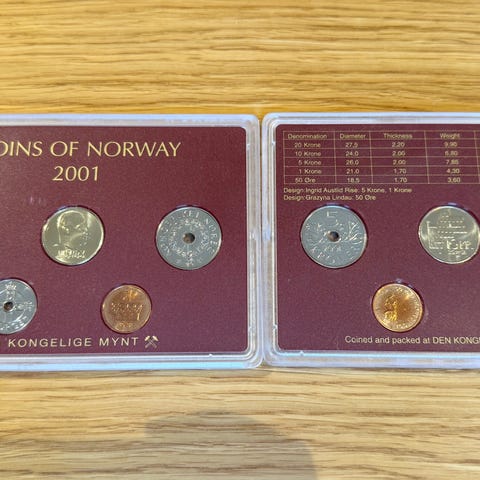 OINS OF NORWAY
2001
KONGELIGE MYNT
Denomination Diameter Thickness Weight
20 Krone 27,5 2,20 9,90
10 Krone 24,0 2,00 6,80
5 Krone 26,0 2,00 7,85
1 Krone 21,0 1,70 4,30
50 Øre 18,5 1,70 3,60
Design:Ingrid Austlid Rise: 5 Krone, 1 Krone
Design:Grazyna Lindau: 50 Øre
5
Coined and packed at DEN KONG